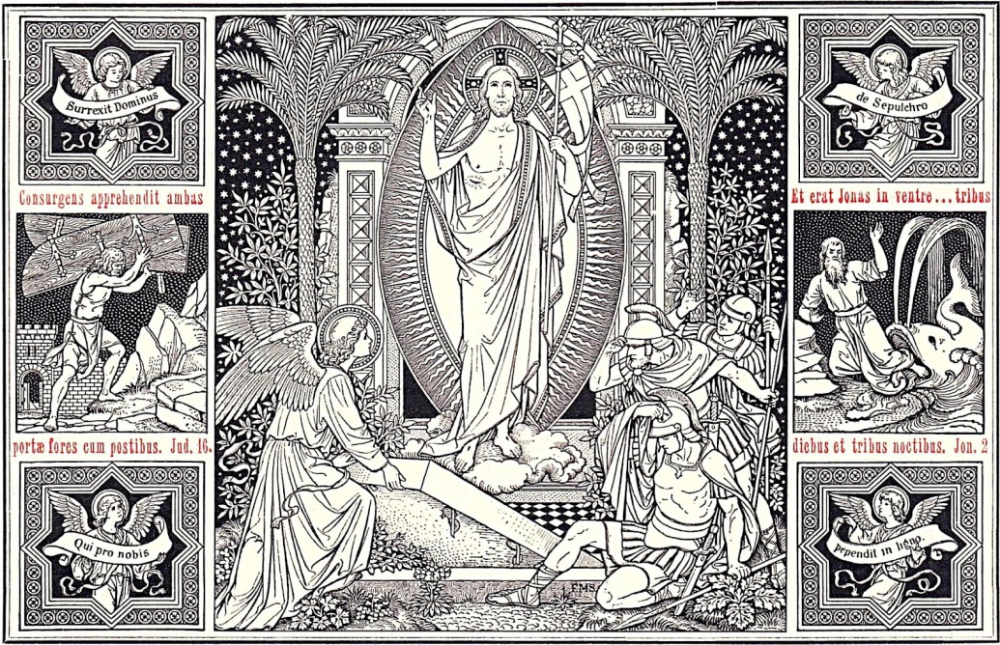 Surrexit Dominus
de Sepulchro
Consurgens apprehendit ambas
portæ fores cum postibus. Jud. 16.
Et erat Jonas in ventre... tribus
diebus et tribus noctibus. Jon. 2
Qui pro nobis
pependit in ligno.
FMS